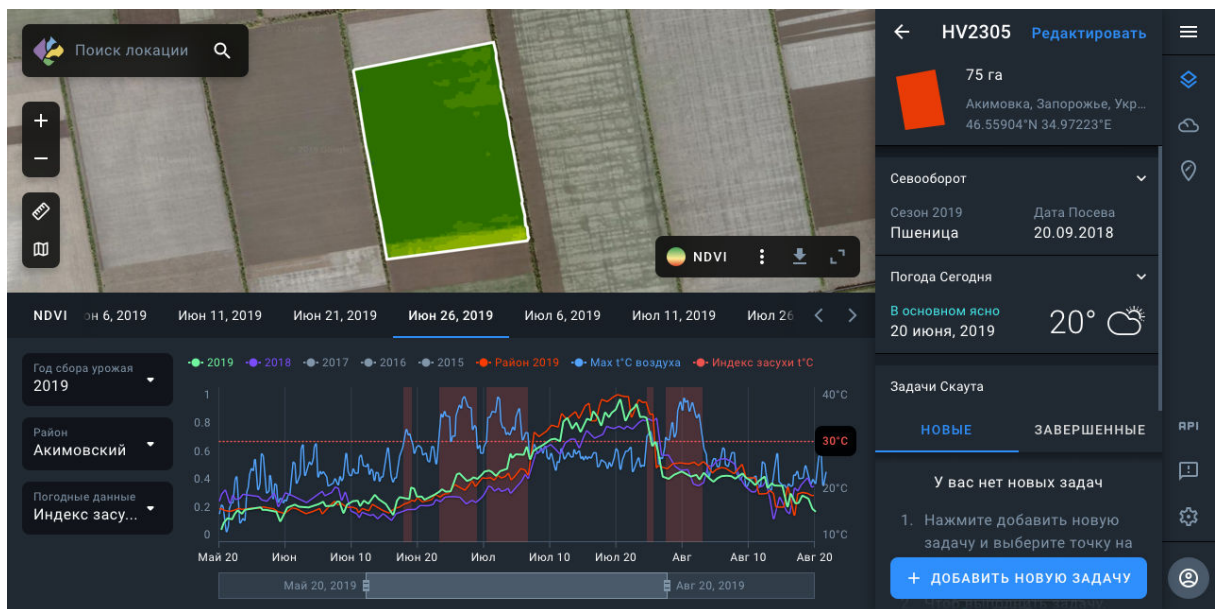 Поиск локации
NDVI
HV2305
Редактировать
75 га
Акимовка, Запорожье, Укр...
46.55904°N 34.97223°E
Севооборот
Сезон 2019
Дата Посева
Пшеница
20.09.2018
Погода Сегодня
В основном ясно
20 июня, 2019
20°
Задачи Скаута
НОВЫЕ
ЗАВЕРШЕННЫЕ
У вас нет новых задач
1. Нажмите добавить новую
задачу и выберите точку на
+ ДОБАВИТЬ НОВУЮ ЗАДАЧУ
API
NDVI
он 6, 2019
Июн 11, 2019
Июн 21, 2019
Июн 26, 2019
Июл 6, 2019
Июл 11, 2019
Июл 26
Год сбора урожая
2019
Район
Акимовский
Погодные данные
Индекс засу...
2019
2018
2017
2016
2015
Район 2019
Max t°C воздуха
Индекс засухи t°C
1
0.8
0.6
0.4
0.2
0
40°C
30°C
20°C
10°C
Май 20
Июн
Июн 10
Июн 20
Июл
Июл 10
Июл 20
Авг
Авг 10
Авг 20
Май 20, 2019
Авг 20, 2019